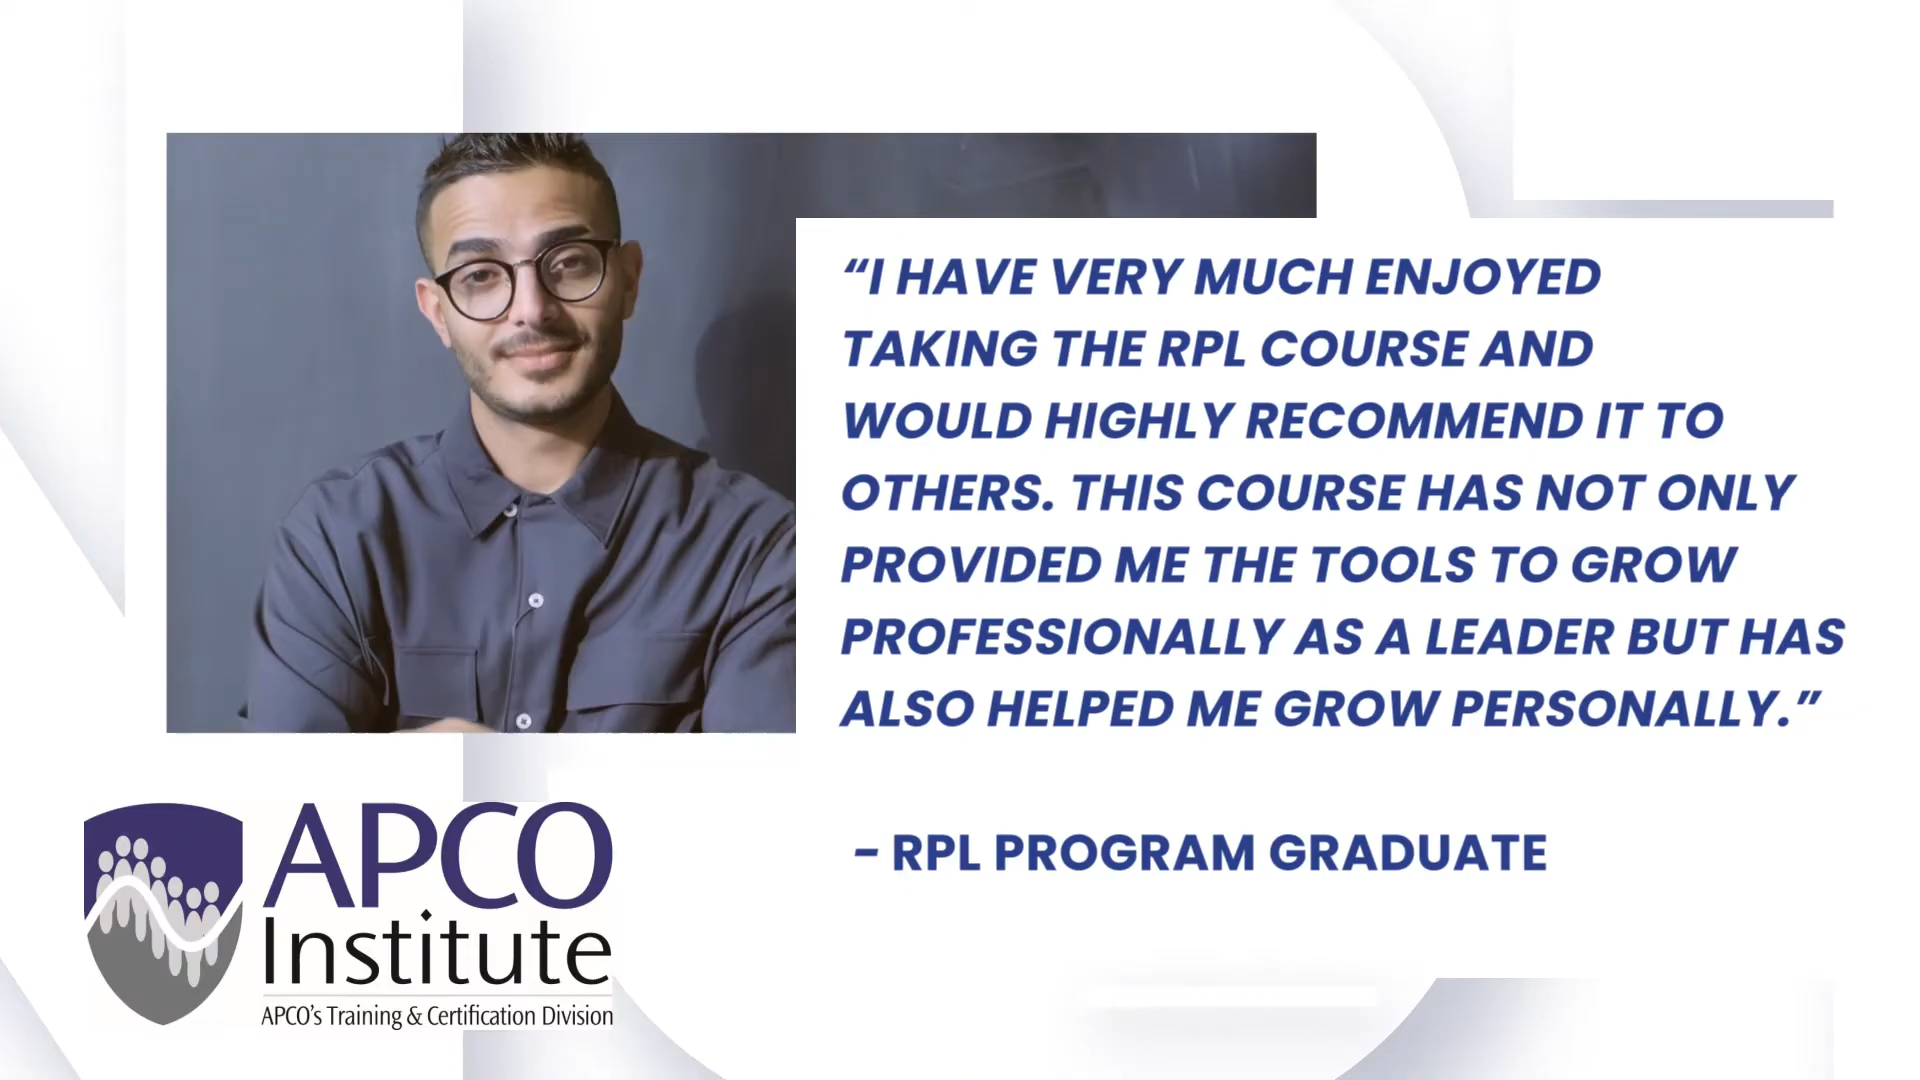 “I HAVE VERY MUCH ENJOYED
TAKING THE RPL COURSE AND
WOULD HIGHLY RECOMMEND IT TO
OTHERS. THIS COURSE HAS NOT ONLY
PROVIDED ME THE TOOLS TO GROW
PROFESSIONALLY AS A LEADER BUT HAS
ALSO HELPED ME GROW PERSONALLY.”
- RPL PROGRAM GRADUATE
APCO
Institute
APCO’s Training & Certification Division